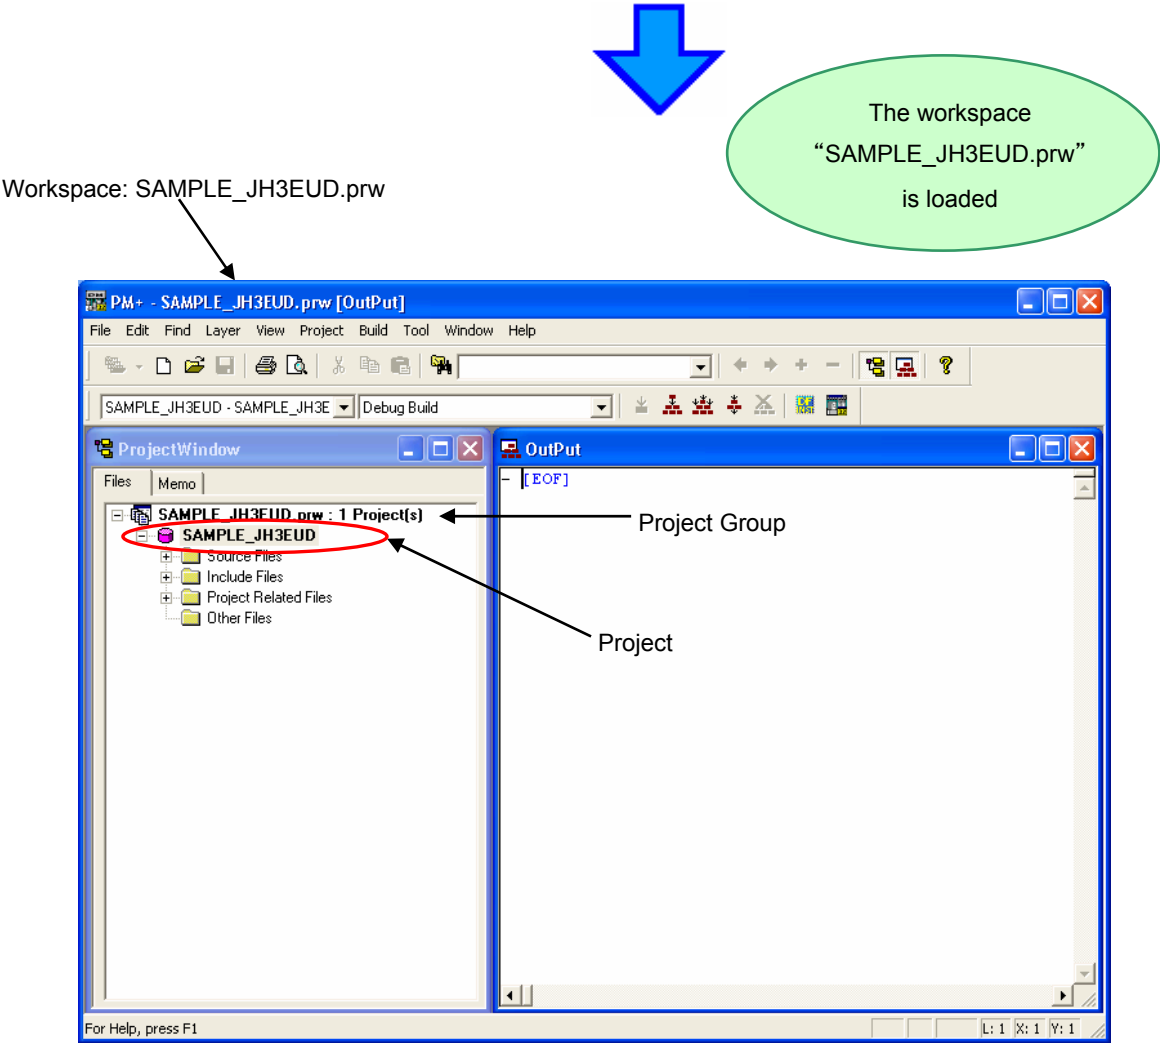 The workspace
“SAMPLE_JH3EUD.prw”
is loaded
Workspace: SAMPLE_JH3EUD.prw
PM+ - SAMPLE_JH3EUD.prw [OutPut]
File Edit Find Layer View Project Build Tool Window Help
SAMPLE_JH3EUD - SAMPLE_JH3E Debug Build
ProjectWindow
OutPut
Files Memo
[EOF]
SAMPLE_JH3EUD.prw : 1 Project(s)
Project Group
SAMPLE_JH3EUD
Source Files
Include Files
Project Related Files
Other Files
Project
For Help, press F1
L: 1 X: 1 Y: 1